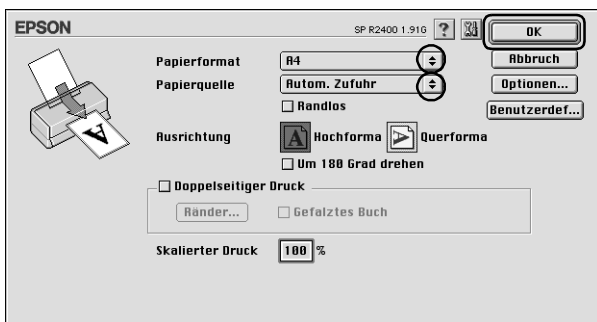 EPSON
SP R2400 1.91G
?
OK
Papierformat
A4
Abbruch
Papierquelle
Autom. Zufuhr
Optionen...
Randlos
Benutzerdef...
Ausrichtung
A
Hochforma
A
Querforma
Um 180 Grad drehen
A
Doppelseitiger Druck
Ränder...
Gefalztes Buch
Skalierter Druck
100
%